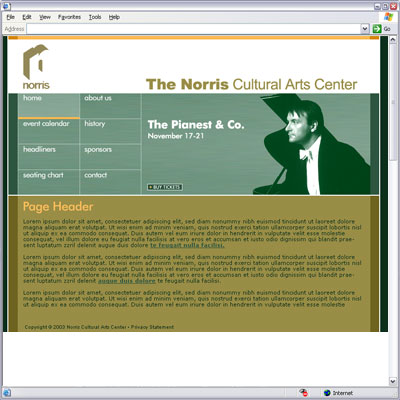 File Edit View Favorites Tools Help
Address
Go
norris
The Norris Cultural Arts Center
home about us
event calendar history
headliners sponsors
seating chart contact
The Pianest & Co.
November 17-21
BUY TICKETS
Page Header
Lorem ipsum dolor sit amet, consectetuer adipiscing elit, sed diam nonummy nibh euismod tincidunt ut laoreet dolore
magna aliquam erat volutpat. Ut wisi enim ad minim veniam, quis nostrud exerci tation ullamcorper suscipit lobortis nisl
ut aliquip ex ea commodo consequat. Duis autem vel eum iriure dolor in hendrerit in vulputate velit esse molestie
consequat, vel illum dolore eu feugiat nulla facilisis at vero eros et accumsan et iusto odio dignissim qui blandit prae-
sent luptatum zzril delenit augue duis dolore te feugait nulla facilisi.
Lorem ipsum dolor sit amet, consectetuer adipiscing elit, sed diam nonummy nibh euismod tincidunt ut laoreet dolore
magna aliquam erat volutpat. Ut wisi enim ad minim veniam, quis nostrud exerci tation ullamcorper suscipit lobortis nisl
ut aliquip ex ea commodo consequat. Duis autem vel eum iriure dolor in hendrerit in vulputate velit esse molestie
consequat, vel illum dolore eu feugiat nulla facilisis at vero eros et accumsan et iusto odio dignissim qui blandit prae-
sent luptatum zzril delenit augue duis dolore te feugait nulla facilisi.
Lorem ipsum dolor sit amet, consectetuer adipiscing elit, sed diam nonummy nibh euismod tincidunt ut laoreet dolore
magna aliquam erat volutpat. Ut wisi enim ad minim veniam, quis nostrud exerci tation ullamcorper suscipit lobortis nisl
ut aliquip ex ea commodo consequat. Duis autem vel eum iriure dolor in hendrerit in vulputate velit esse molestie
Copyright © 2003 Norris Cultural Arts Center • Privacy Statement
Internet